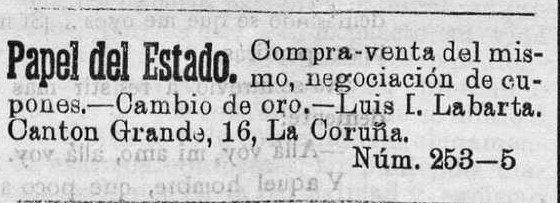 Papel del Estado. Compra-venta del mis-
mo, negociación de cu-
pones.—Cambio de oro.—Luis I. Labarta.
Canton Grande, 16, La Coruña.
Núm. 253—5